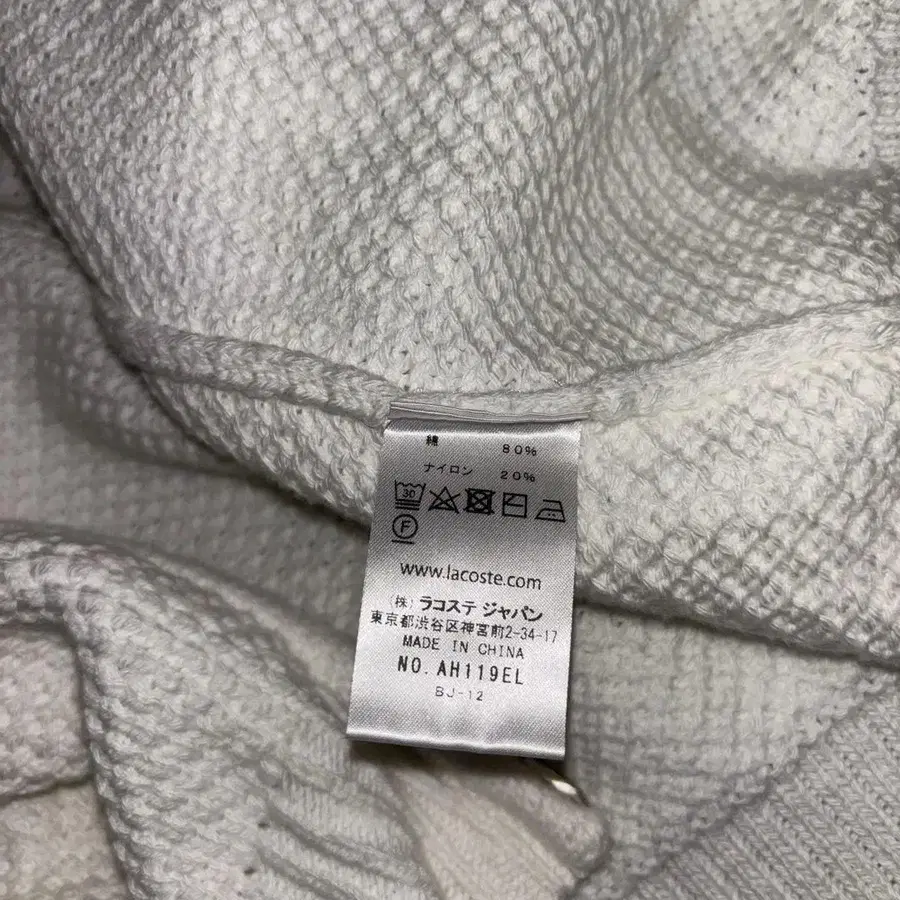 綿 80%
ナイロン 20%
30
F
www.lacoste.com
(株) ラコステ ジャパン
東京都渋谷区神宮前2-34-17
MADE IN CHINA
NO. AH119EL
BJ-12